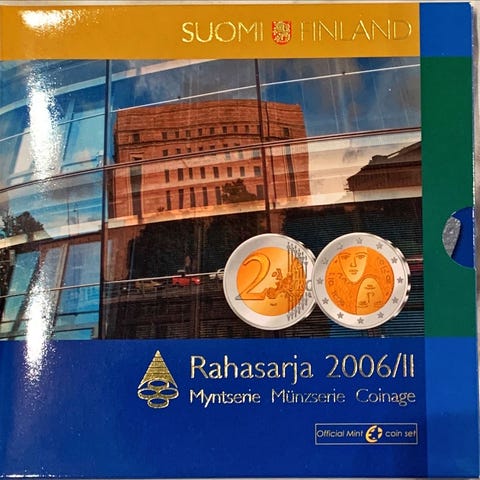 SUOMI FINLAND
2
Rahasarja 2006/II
Myntserie Münzserie Coinage
Official Mint coin set